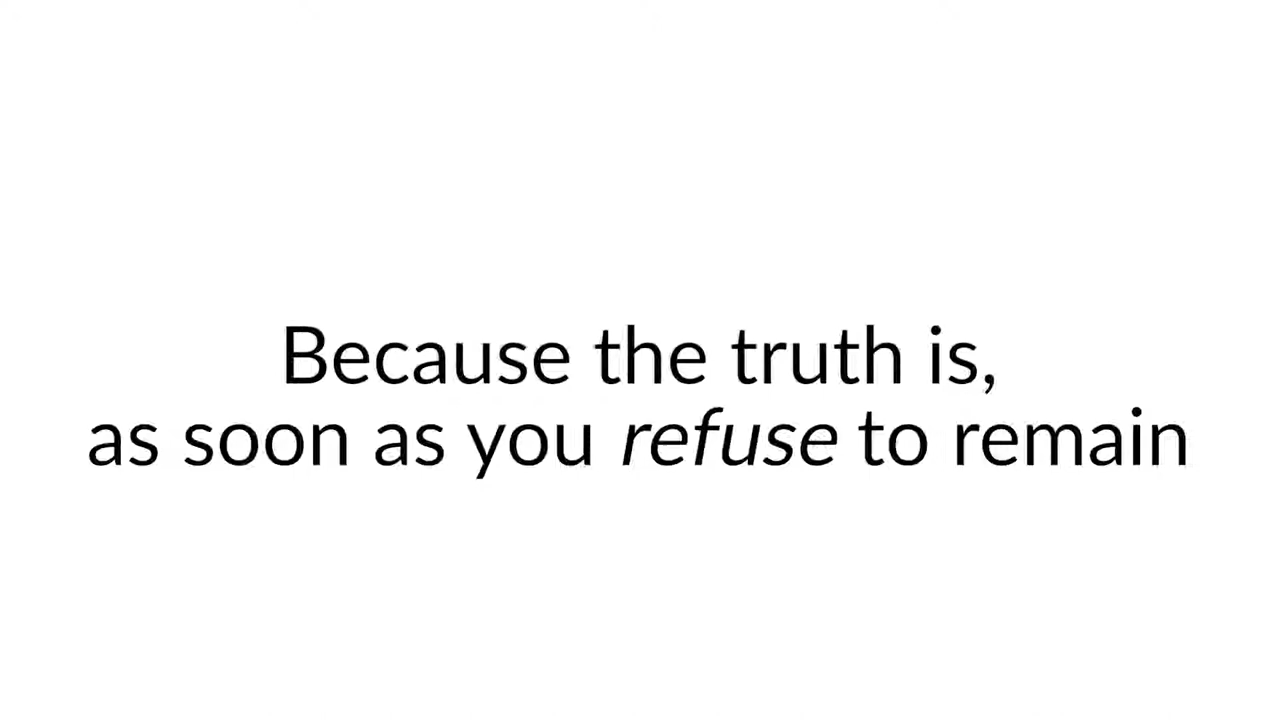 Because the truth is,
as soon as you refuse to remain